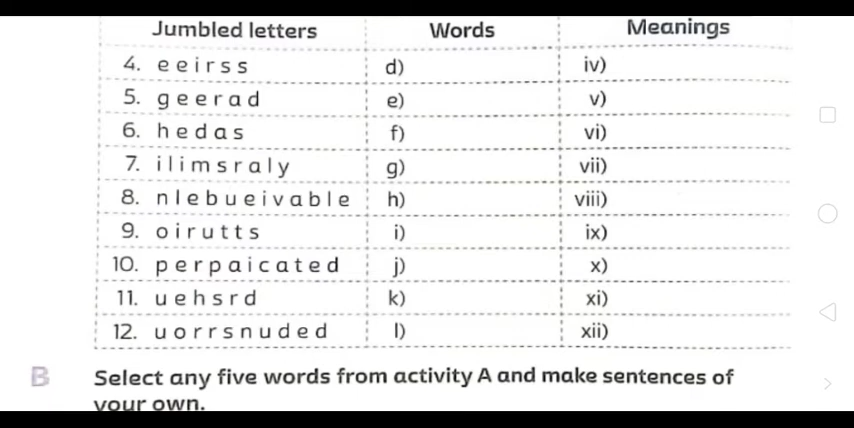 Jumbled letters Words Meanings
4. e e i r s s d) iv)
5. g e e r a d e) v)
6. h e d a s f) vi)
7. i l i m s r a l y g) vii)
8. n l e b u e i v a b l e h) viii)
9. o i r u t t s i) ix)
10. p e r p a i c a t e d j) x)
11. u e h s r d k) xi)
12. u o r r s n u d e d l) xii)
B Select any five words from activity A and make sentences of
your own.